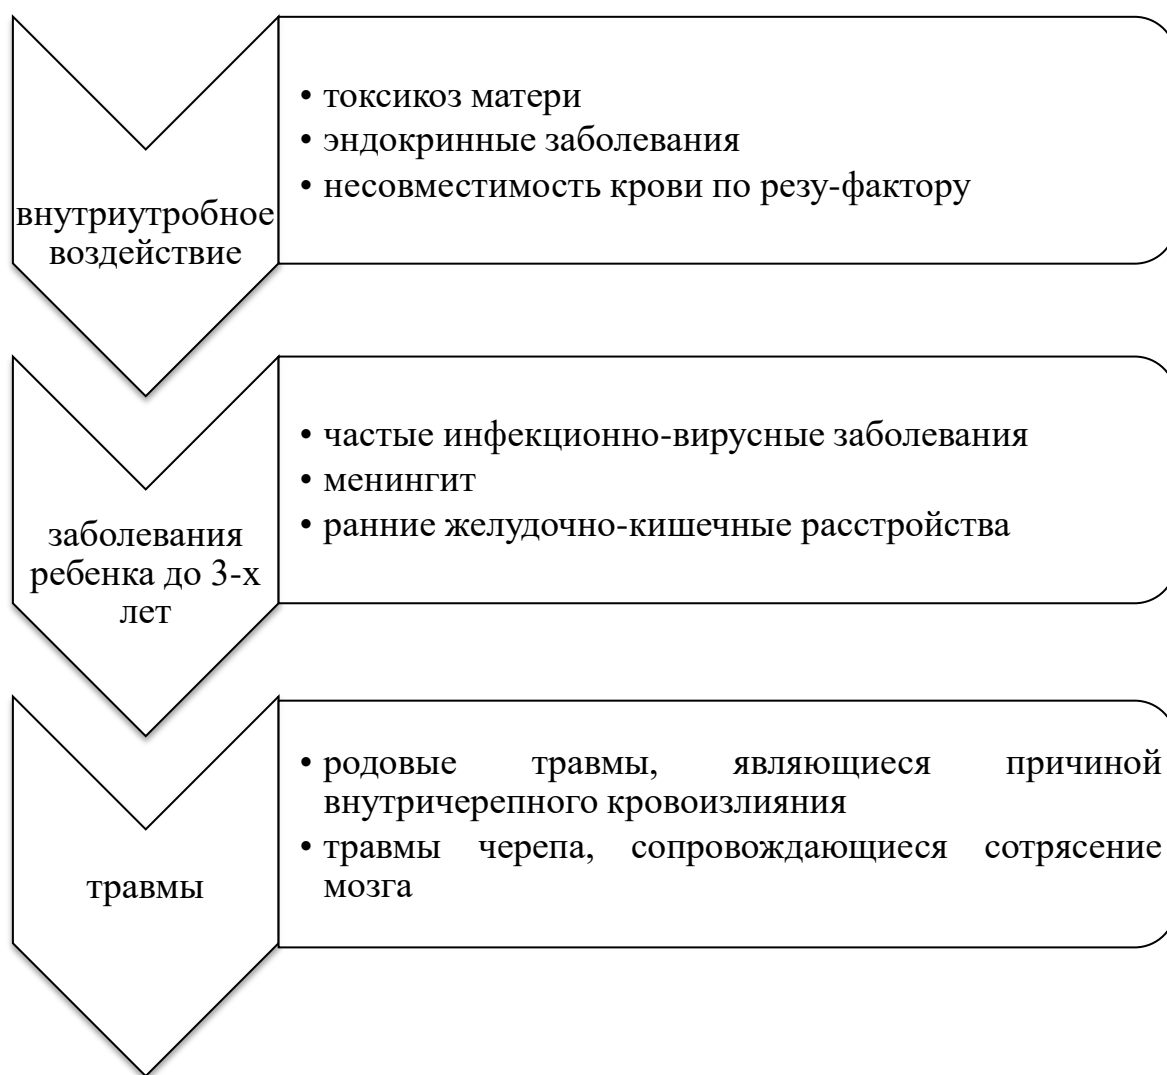 внутриутробное
воздействие
• токсикоз матери
• эндокринные заболевания
• несовместимость крови по резу-фактору
заболевания
ребенка до 3-х
лет
• частые инфекционно-вирусные заболевания
• менингит
• ранние желудочно-кишечные расстройства
травмы
• родовые травмы, являющиеся причиной
внутричерепного кровоизлияния
• травмы черепа, сопровождающиеся сотрясение
мозга